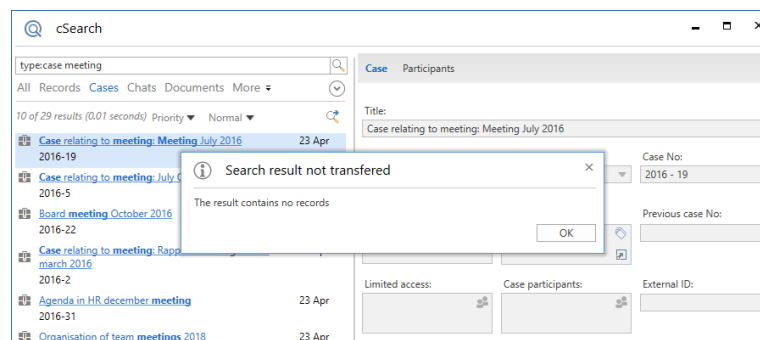 cSearch
type:case meeting
All Records Cases Chats Documents More
10 of 29 results (0.01 seconds) Priority Normal
Case relating to meeting: Meeting July 2016 23 Apr
2016-19
Case relating to meeting: July
2016-5
Board meeting October 2016
2016-22
Case relating to meeting:
march 2016
2016-2
Agenda in HR december meeting 23 Apr
2016-31
Organisation of team meetings 2018 23 Apr
Case Participants
Title:
Case relating to meeting: Meeting July 2016
Case No:
2016 - 19
Previous case No:
Limited access: Case participants: External ID:
Search result not transfered
The result contains no records
OK